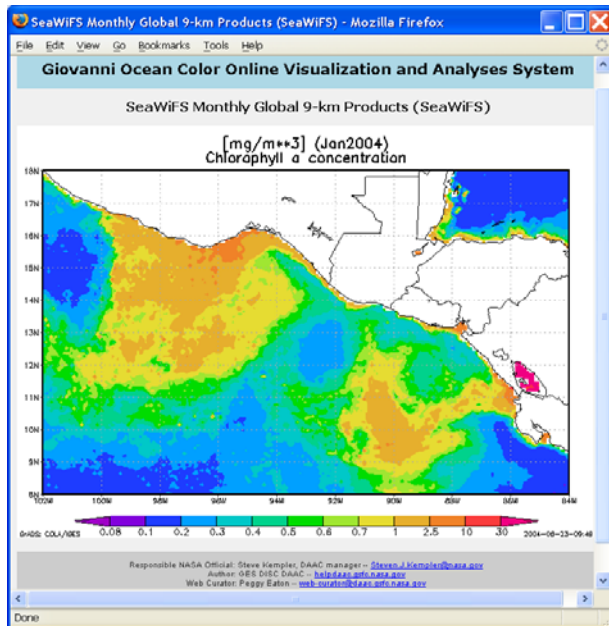 SeaWiFS Monthly Global 9-km Products (SeaWiFS) - Mozilla Firefox
File Edit View Go Bookmarks Tools Help
Giovanni Ocean Color Online Visualization and Analyses System
SeaWiFS Monthly Global 9-km Products (SeaWiFS)
[mg/m**3] (Jan2004)
Chlorophyll a concentration
18N
17N
16N
15N
14N
13N
12N
11N
10N
9N
8N
102W 100W 98W 96W 94W 92W 90W 88W 86W 84W
0.08 0.1 0.2 0.3 0.4 0.5 0.6 0.7 1 2.5 10 30
GrADS: COLA/IGES 2004-08-23-09:48
Responsible NASA Official: Steve Kempler, DAAC manager -- Steven.J.Kempler@nasa.gov
Author: GES DISC DAAC -- help@daac.gsfc.nasa.gov
Web Curator: Peggy Eaton -- web-curator@daac.gsfc.nasa.gov
Done